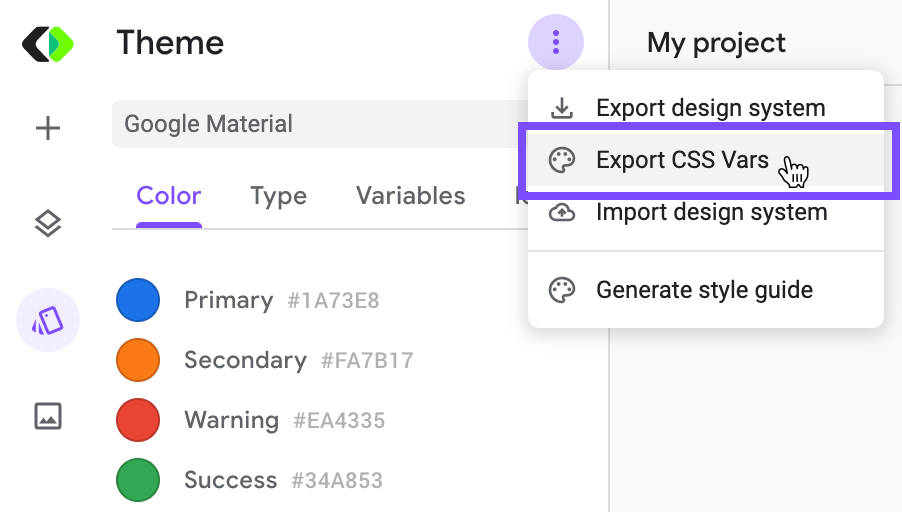 Theme
My project
Google Material
Export design system
Export CSS Vars
Import design system
Generate style guide
Color
Type
Variables
Primary #1A73E8
Secondary #FA7B17
Warning #EA4335
Success #34A853